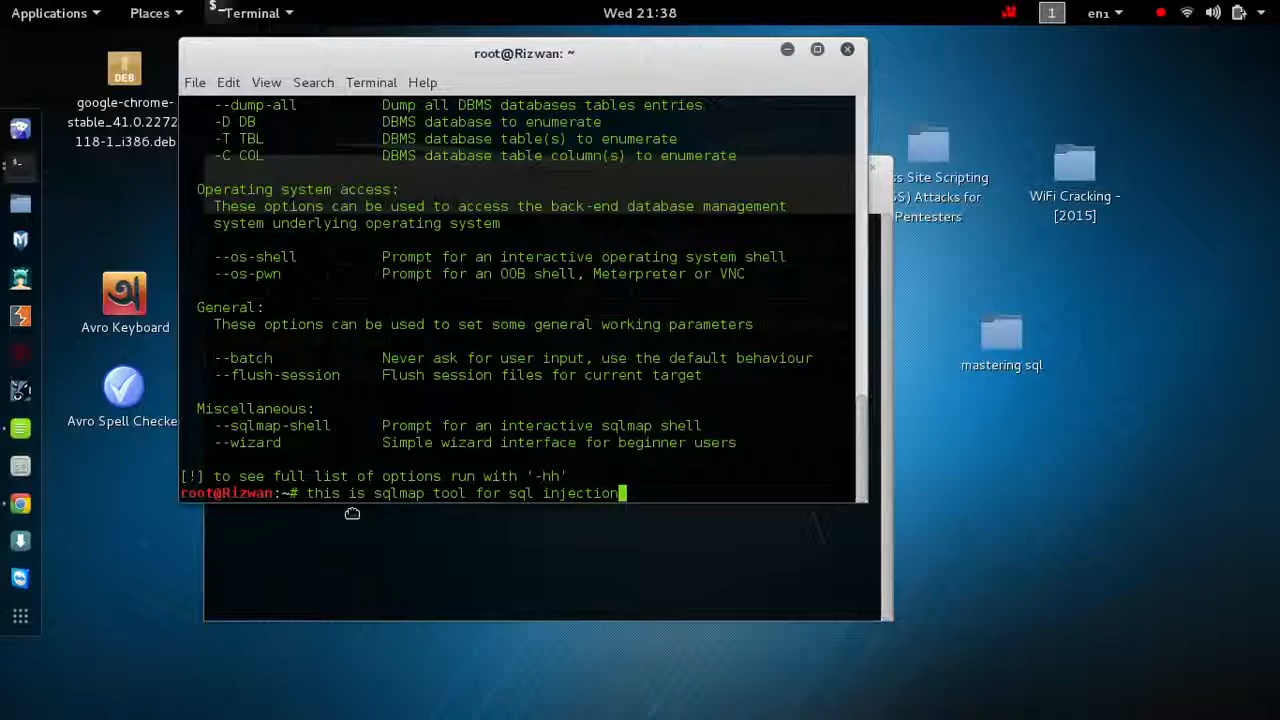 Applications
Places
Terminal
Wed 21:38
1
en₁
DEB
google-chrome-
stable_41.0.2272
118-1_i386.deb
Avro Keyboard
Avro Spell Checke
root@Rizwan: ~
File Edit View Search Terminal Help
--dump-all Dump all DBMS databases tables entries
-D DB DBMS database to enumerate
-T TBL DBMS database table(s) to enumerate
-C COL DBMS database table column(s) to enumerate
Operating system access:
These options can be used to access the back-end database management
system underlying operating system
--os-shell Prompt for an interactive operating system shell
--os-pwn Prompt for an OOB shell, Meterpreter or VNC
General:
These options can be used to set some general working parameters
--batch Never ask for user input, use the default behaviour
--flush-session Flush session files for current target
Miscellaneous:
--sqlmap-shell Prompt for an interactive sqlmap shell
--wizard Simple wizard interface for beginner users
[!] to see full list of options run with '-hh'
root@Rizwan:~# this is sqlmap tool for sql injection
ss Site Scripting
SS) Attacks for
Pentesters
WiFi Cracking -
[2015]
mastering sql